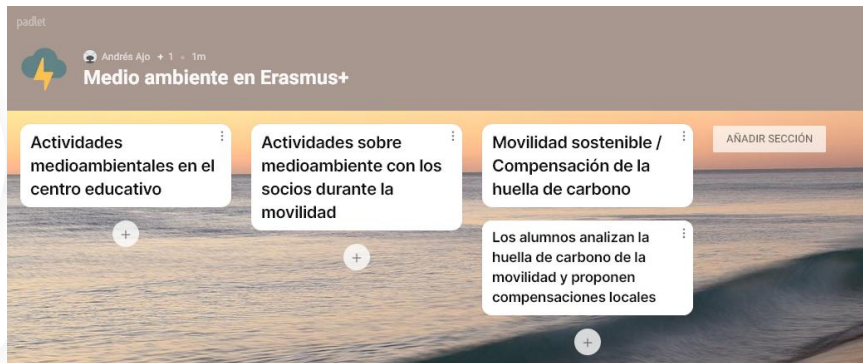 padlet
Andrés Ajo + 1 • 1m
Medio ambiente en Erasmus+
Actividades
medioambientales en el
centro educativo
Actividades sobre
medioambiente con los
socios durante la
movilidad
Movilidad sostenible /
Compensación de la
huella de carbono
Los alumnos analizan la
huella de carbono de la
movilidad y proponen
compensaciones locales
AÑADIR SECCIÓN